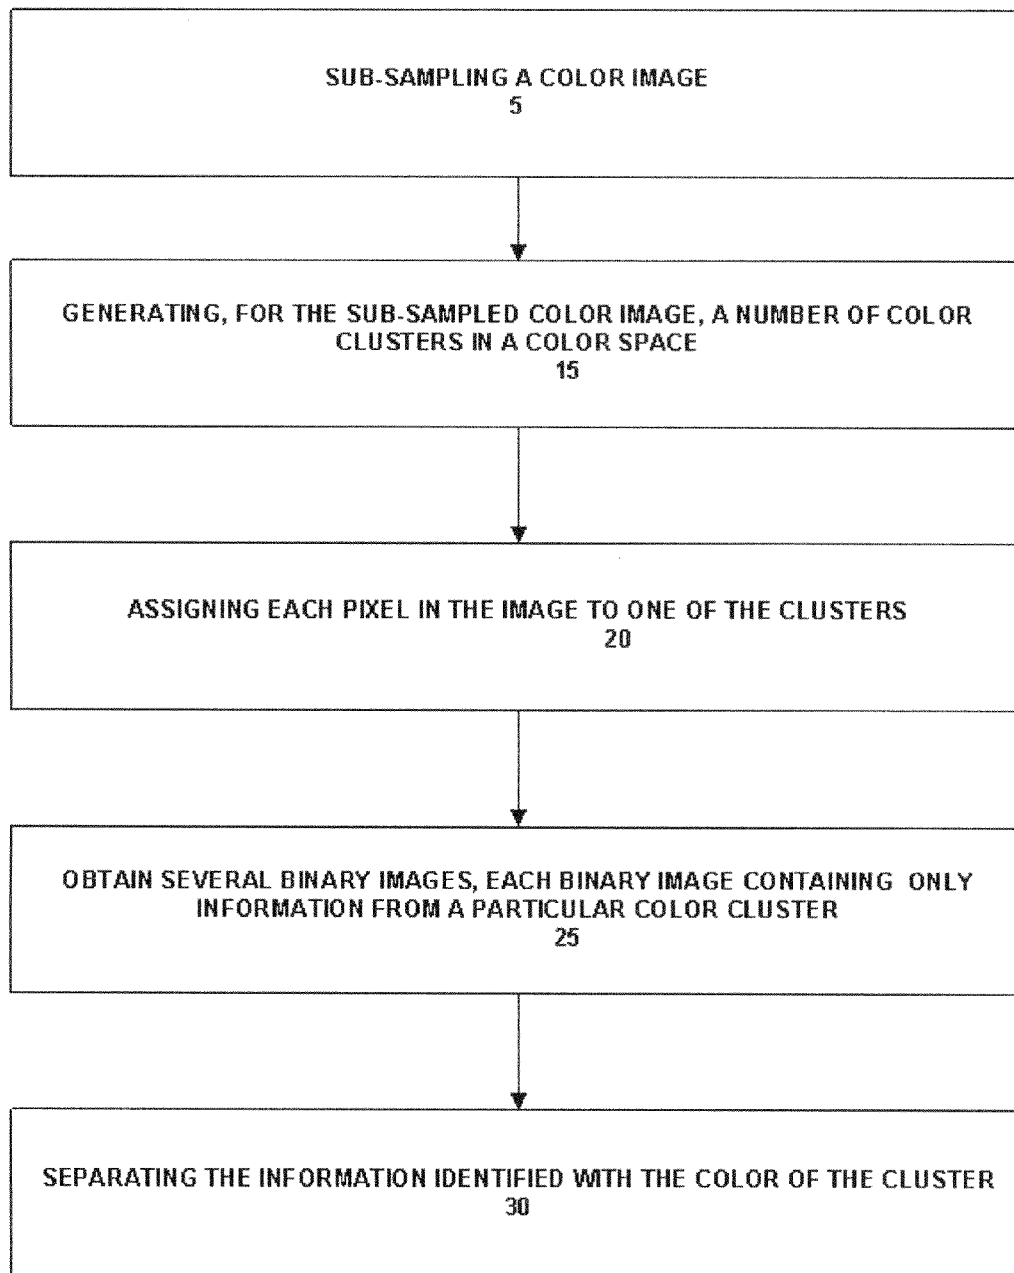 SUB-SAMPLING A COLOR IMAGE
5
GENERATING, FOR THE SUB-SAMPLED COLOR IMAGE, A NUMBER OF COLOR
CLUSTERS IN A COLOR SPACE
15
ASSIGNING EACH PIXEL IN THE IMAGE TO ONE OF THE CLUSTERS
20
OBTAIN SEVERAL BINARY IMAGES, EACH BINARY IMAGE CONTAINING ONLY
INFORMATION FROM A PARTICULAR COLOR CLUSTER
25
SEPARATING THE INFORMATION IDENTIFIED WITH THE COLOR OF THE CLUSTER
30